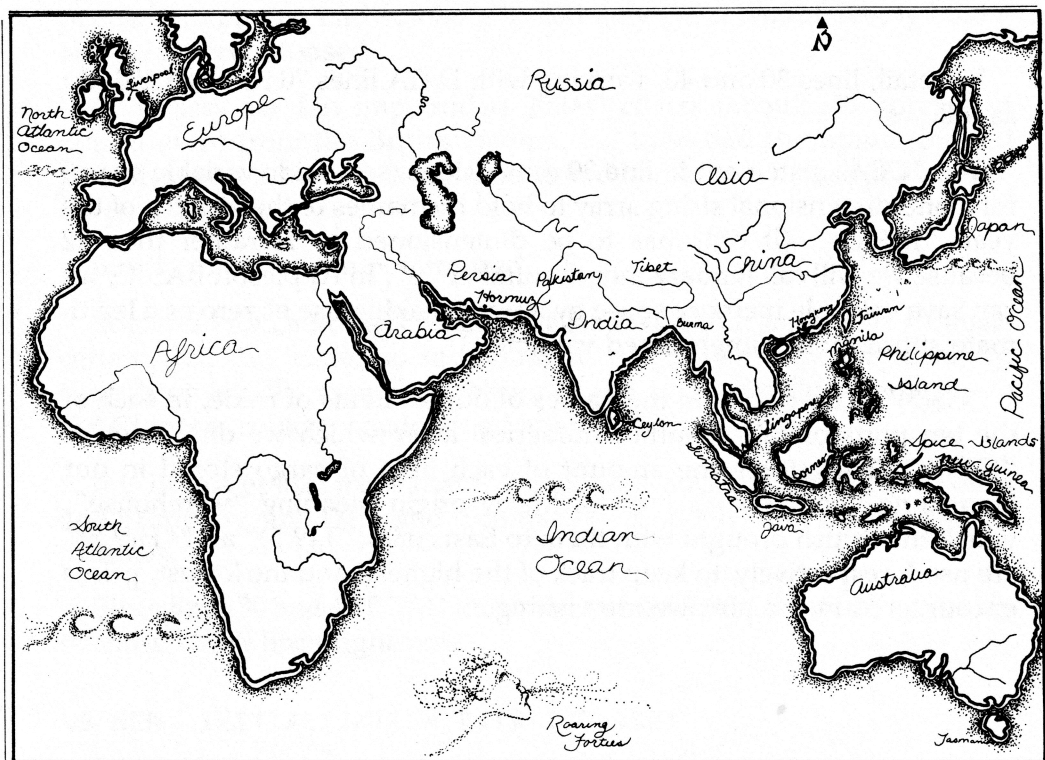 N
Russia
Liverpool
North
Atlantic
Ocean
Europe
Asia
Japan
Persia
Pakistan
Tibet
China
Hormuz
Arabia
India
Burma
Hongkong
Taiwan
Manila
Africa
Philippine
Island
Pacific Ocean
Ceylon
Singapore
Sumatra
Borneo
Spice Islands
New Guinea
Java
South
Atlantic
Ocean
Indian
Ocean
Australia
Roaring
Forties
Tasmania